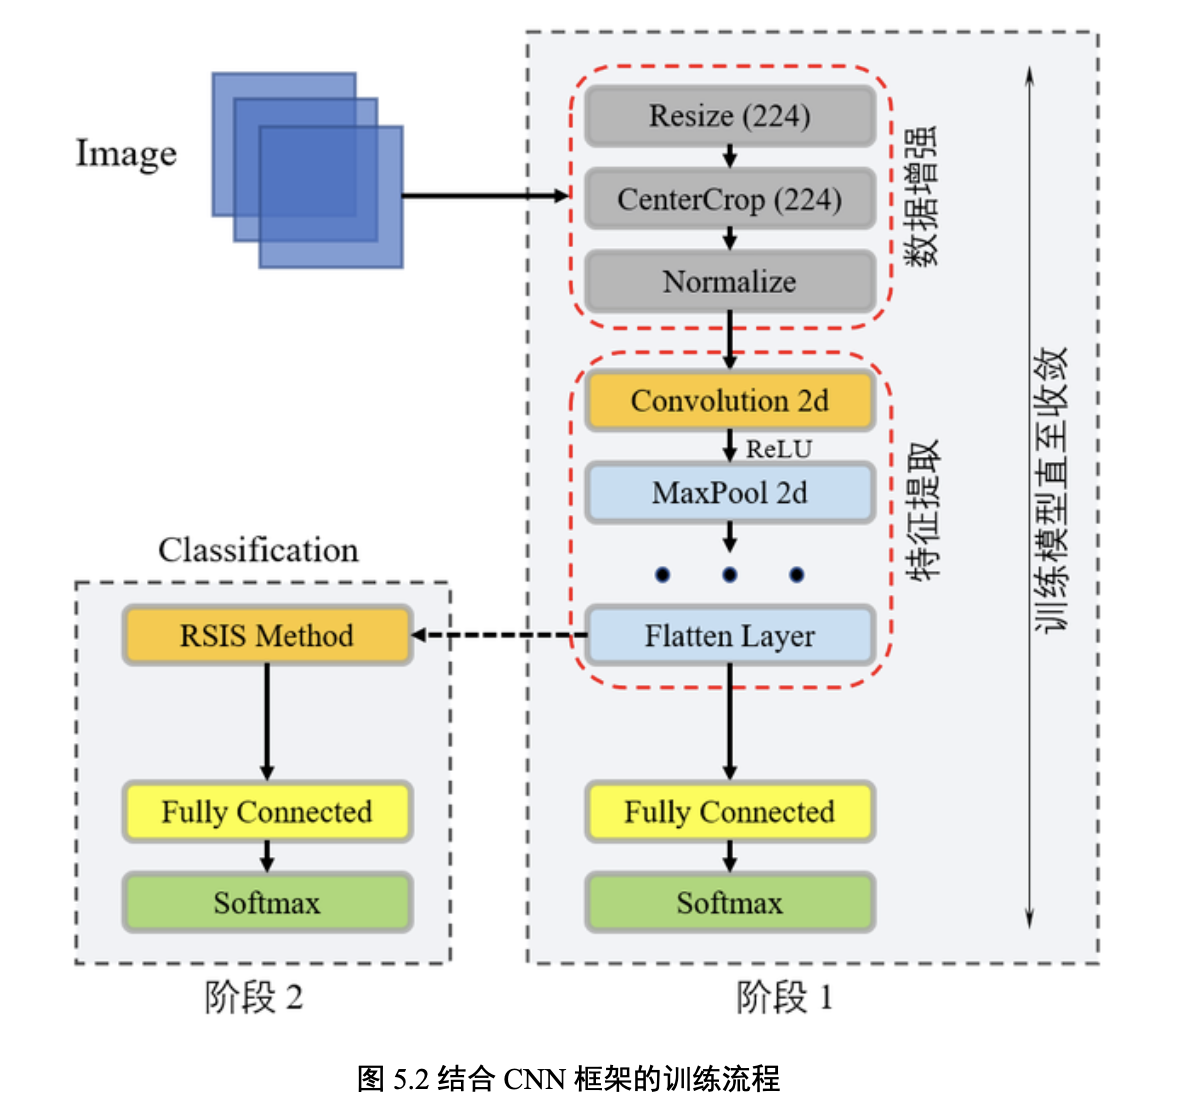 Image
Resize (224)
CenterCrop (224)
Normalize
数据增强
Convolution 2d
ReLU
MaxPool 2d
Flatten Layer
特征提取
训练模型直至收敛
Fully Connected
Softmax
阶段 1
Classification
RSIS Method
Fully Connected
Softmax
阶段 2
图 5.2 结合 CNN 框架的训练流程